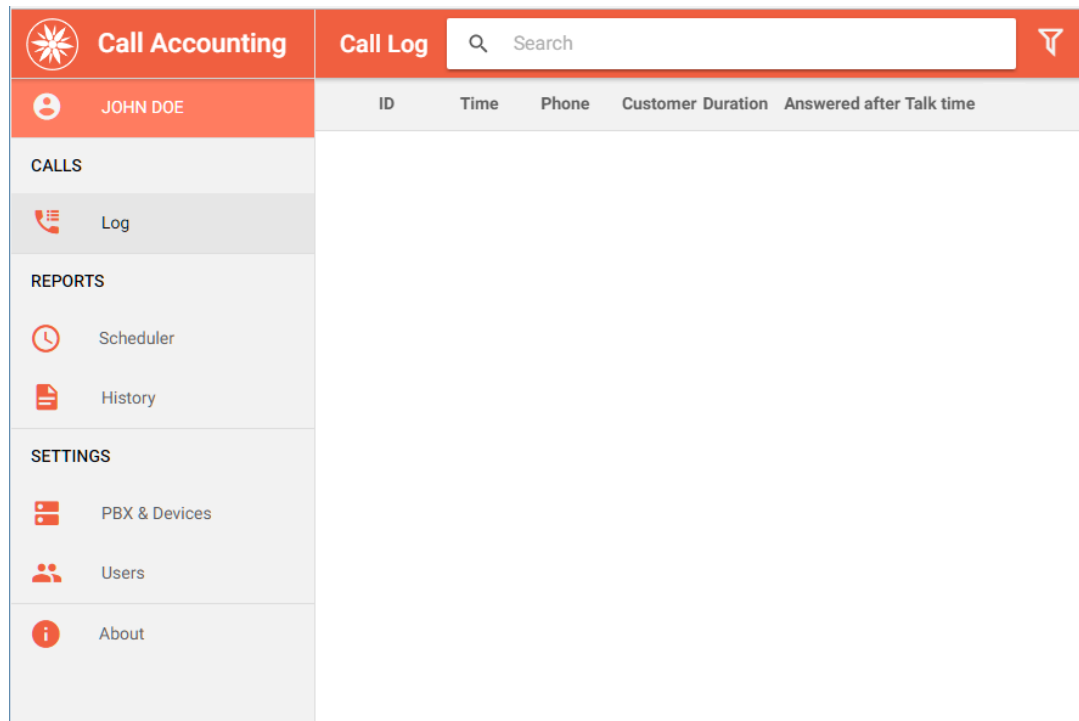 Call Accounting
Call Log
Search
JOHN DOE
ID Time Phone Customer Duration Answered after Talk time
CALLS
Log
REPORTS
Scheduler
History
SETTINGS
PBX & Devices
Users
About